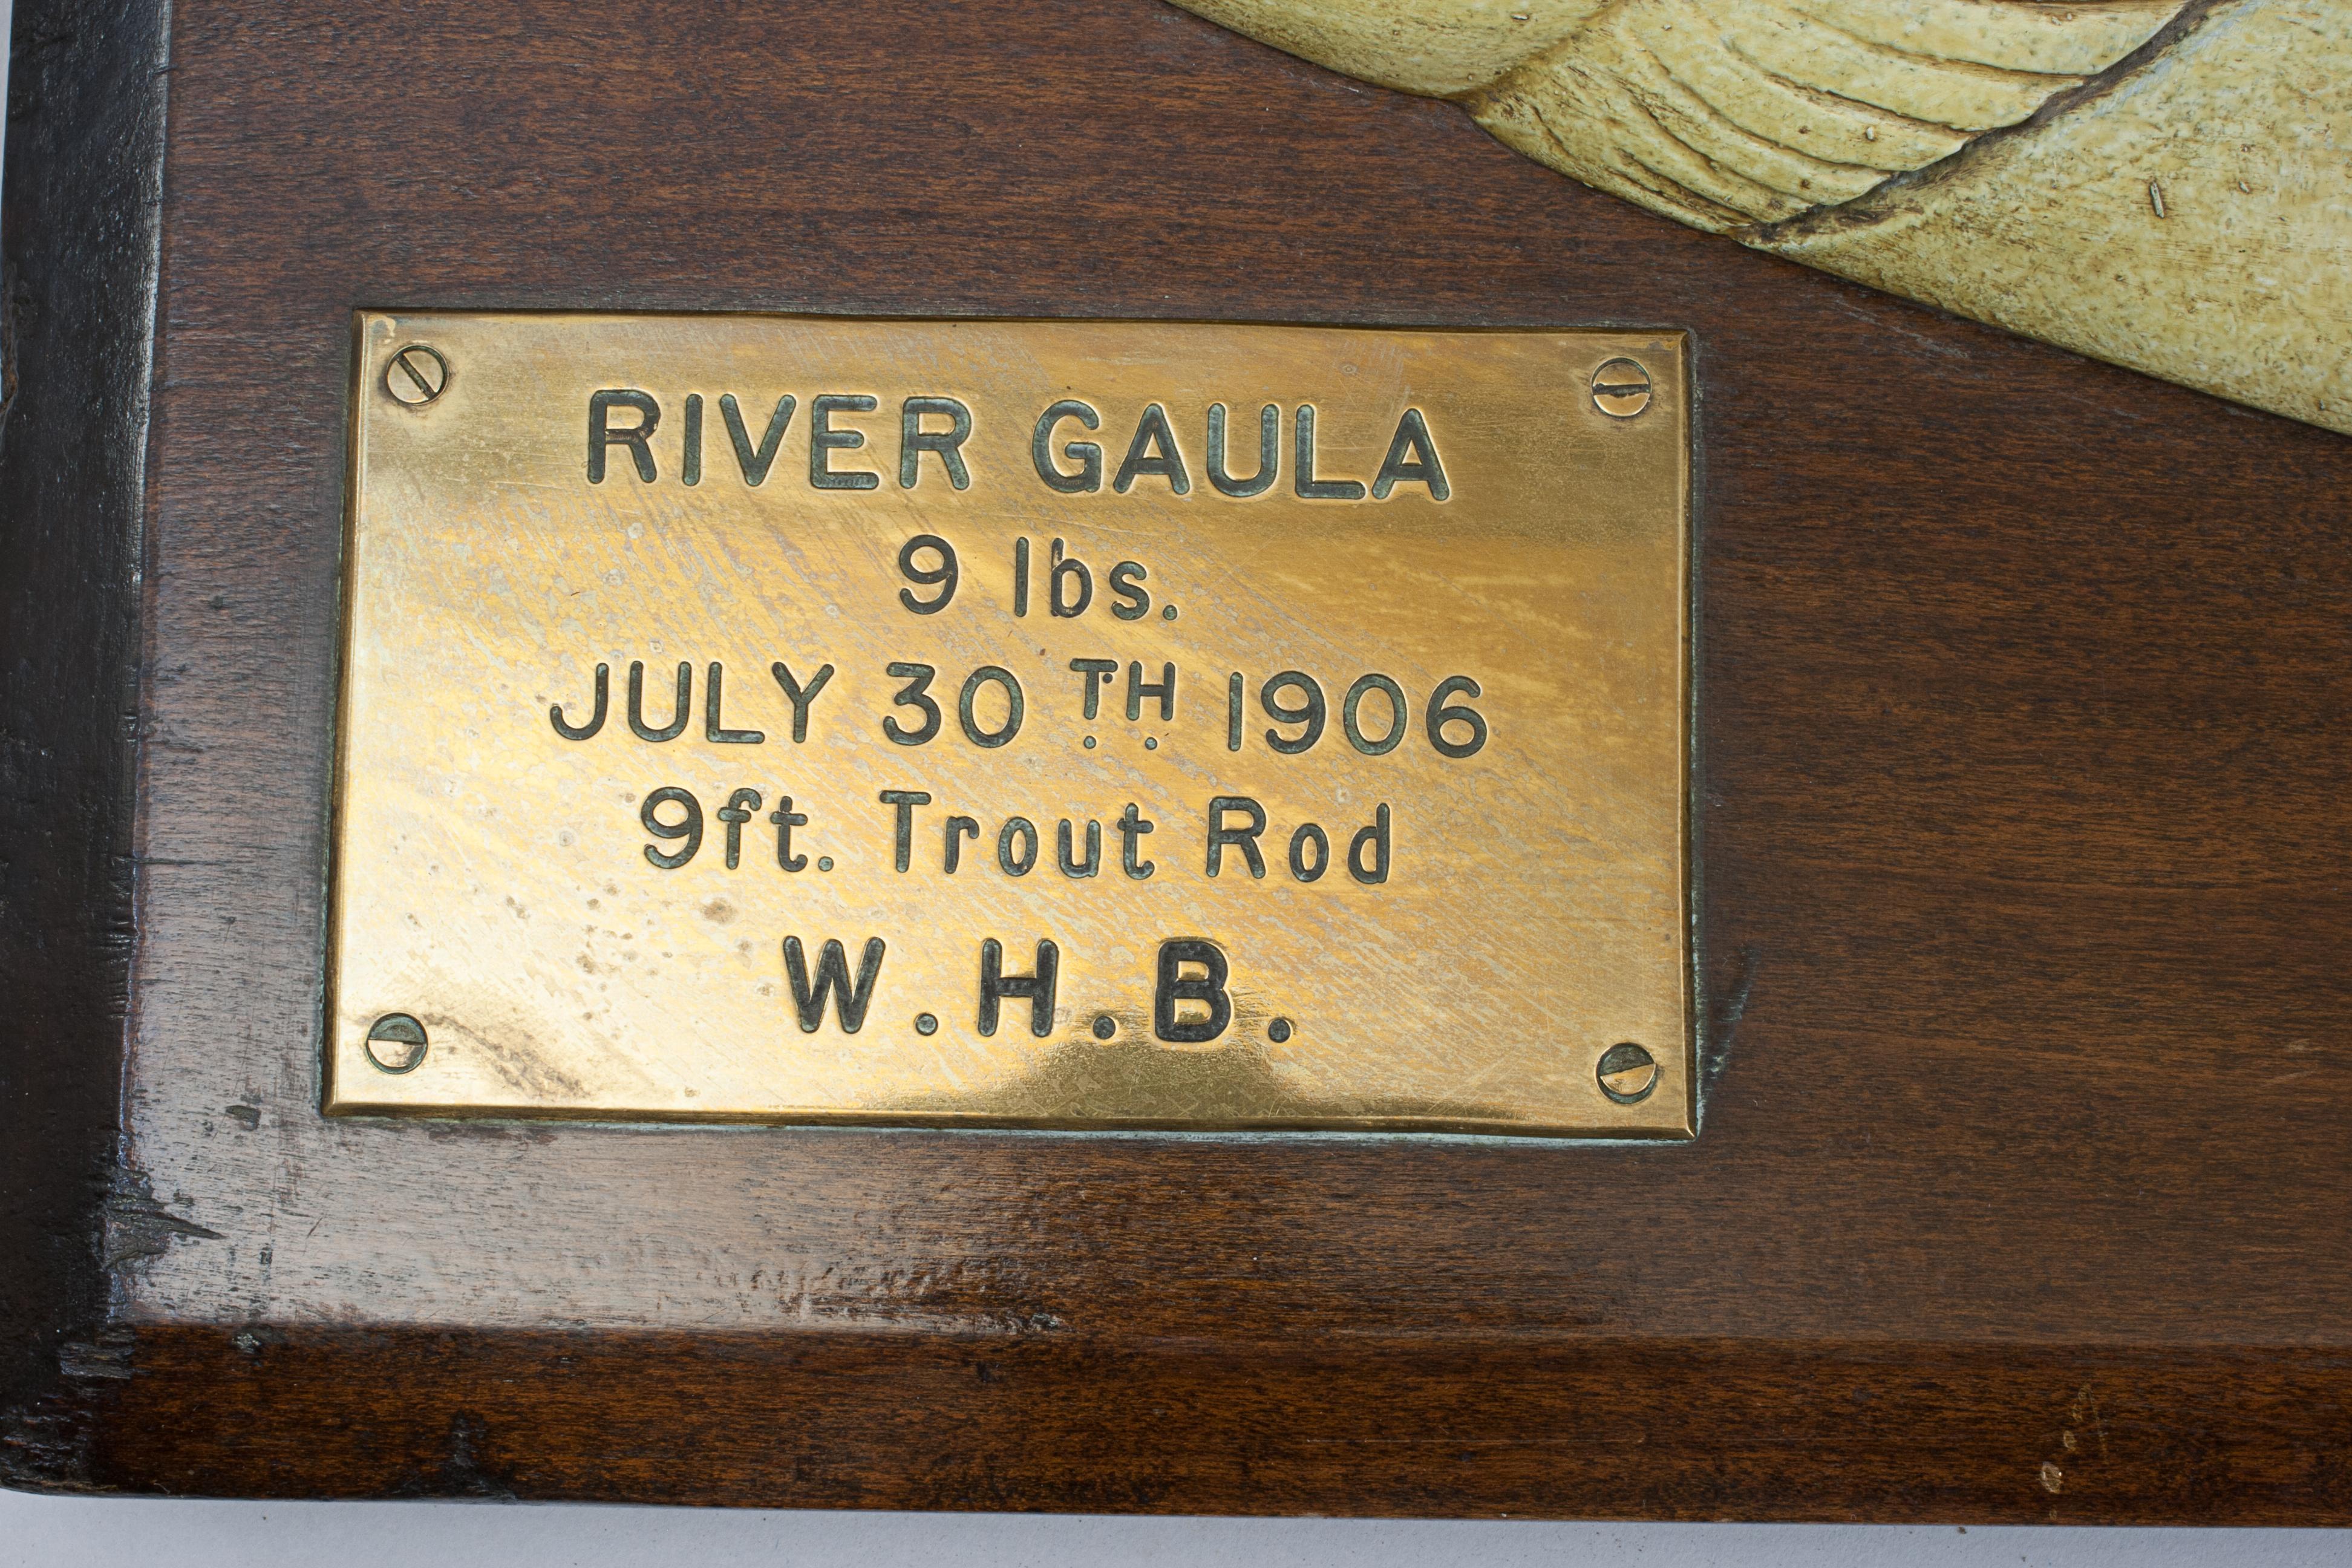 RIVER GAULA
9 lbs.
JULY 30TH 1906
9ft. Trout Rod
W.H.B.